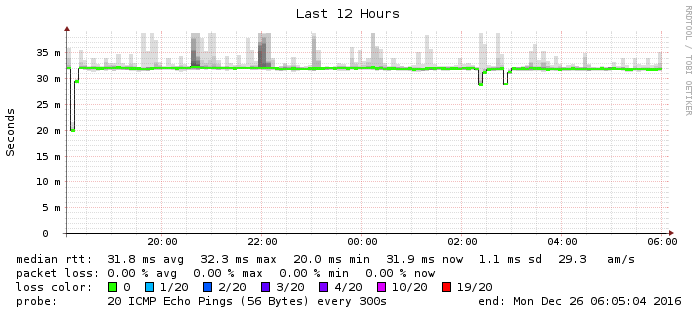 Last 12 Hours
RRDTOOL / TOBI OETIKER
Seconds
35 m
30 m
25 m
20 m
15 m
10 m
5 m
0
20:00 22:00 00:00 02:00 04:00 06:00
median rtt: 31.8 ms avg 32.3 ms max 20.0 ms min 31.9 ms now 1.1 ms sd 29.3 am/s
packet loss: 0.00 % avg 0.00 % max 0.00 % min 0.00 % now
loss color: 0 1/20 2/20 3/20 4/20 10/20 19/20
probe: 20 ICMP Echo Pings (56 Bytes) every 300s end: Mon Dec 26 06:05:04 2016